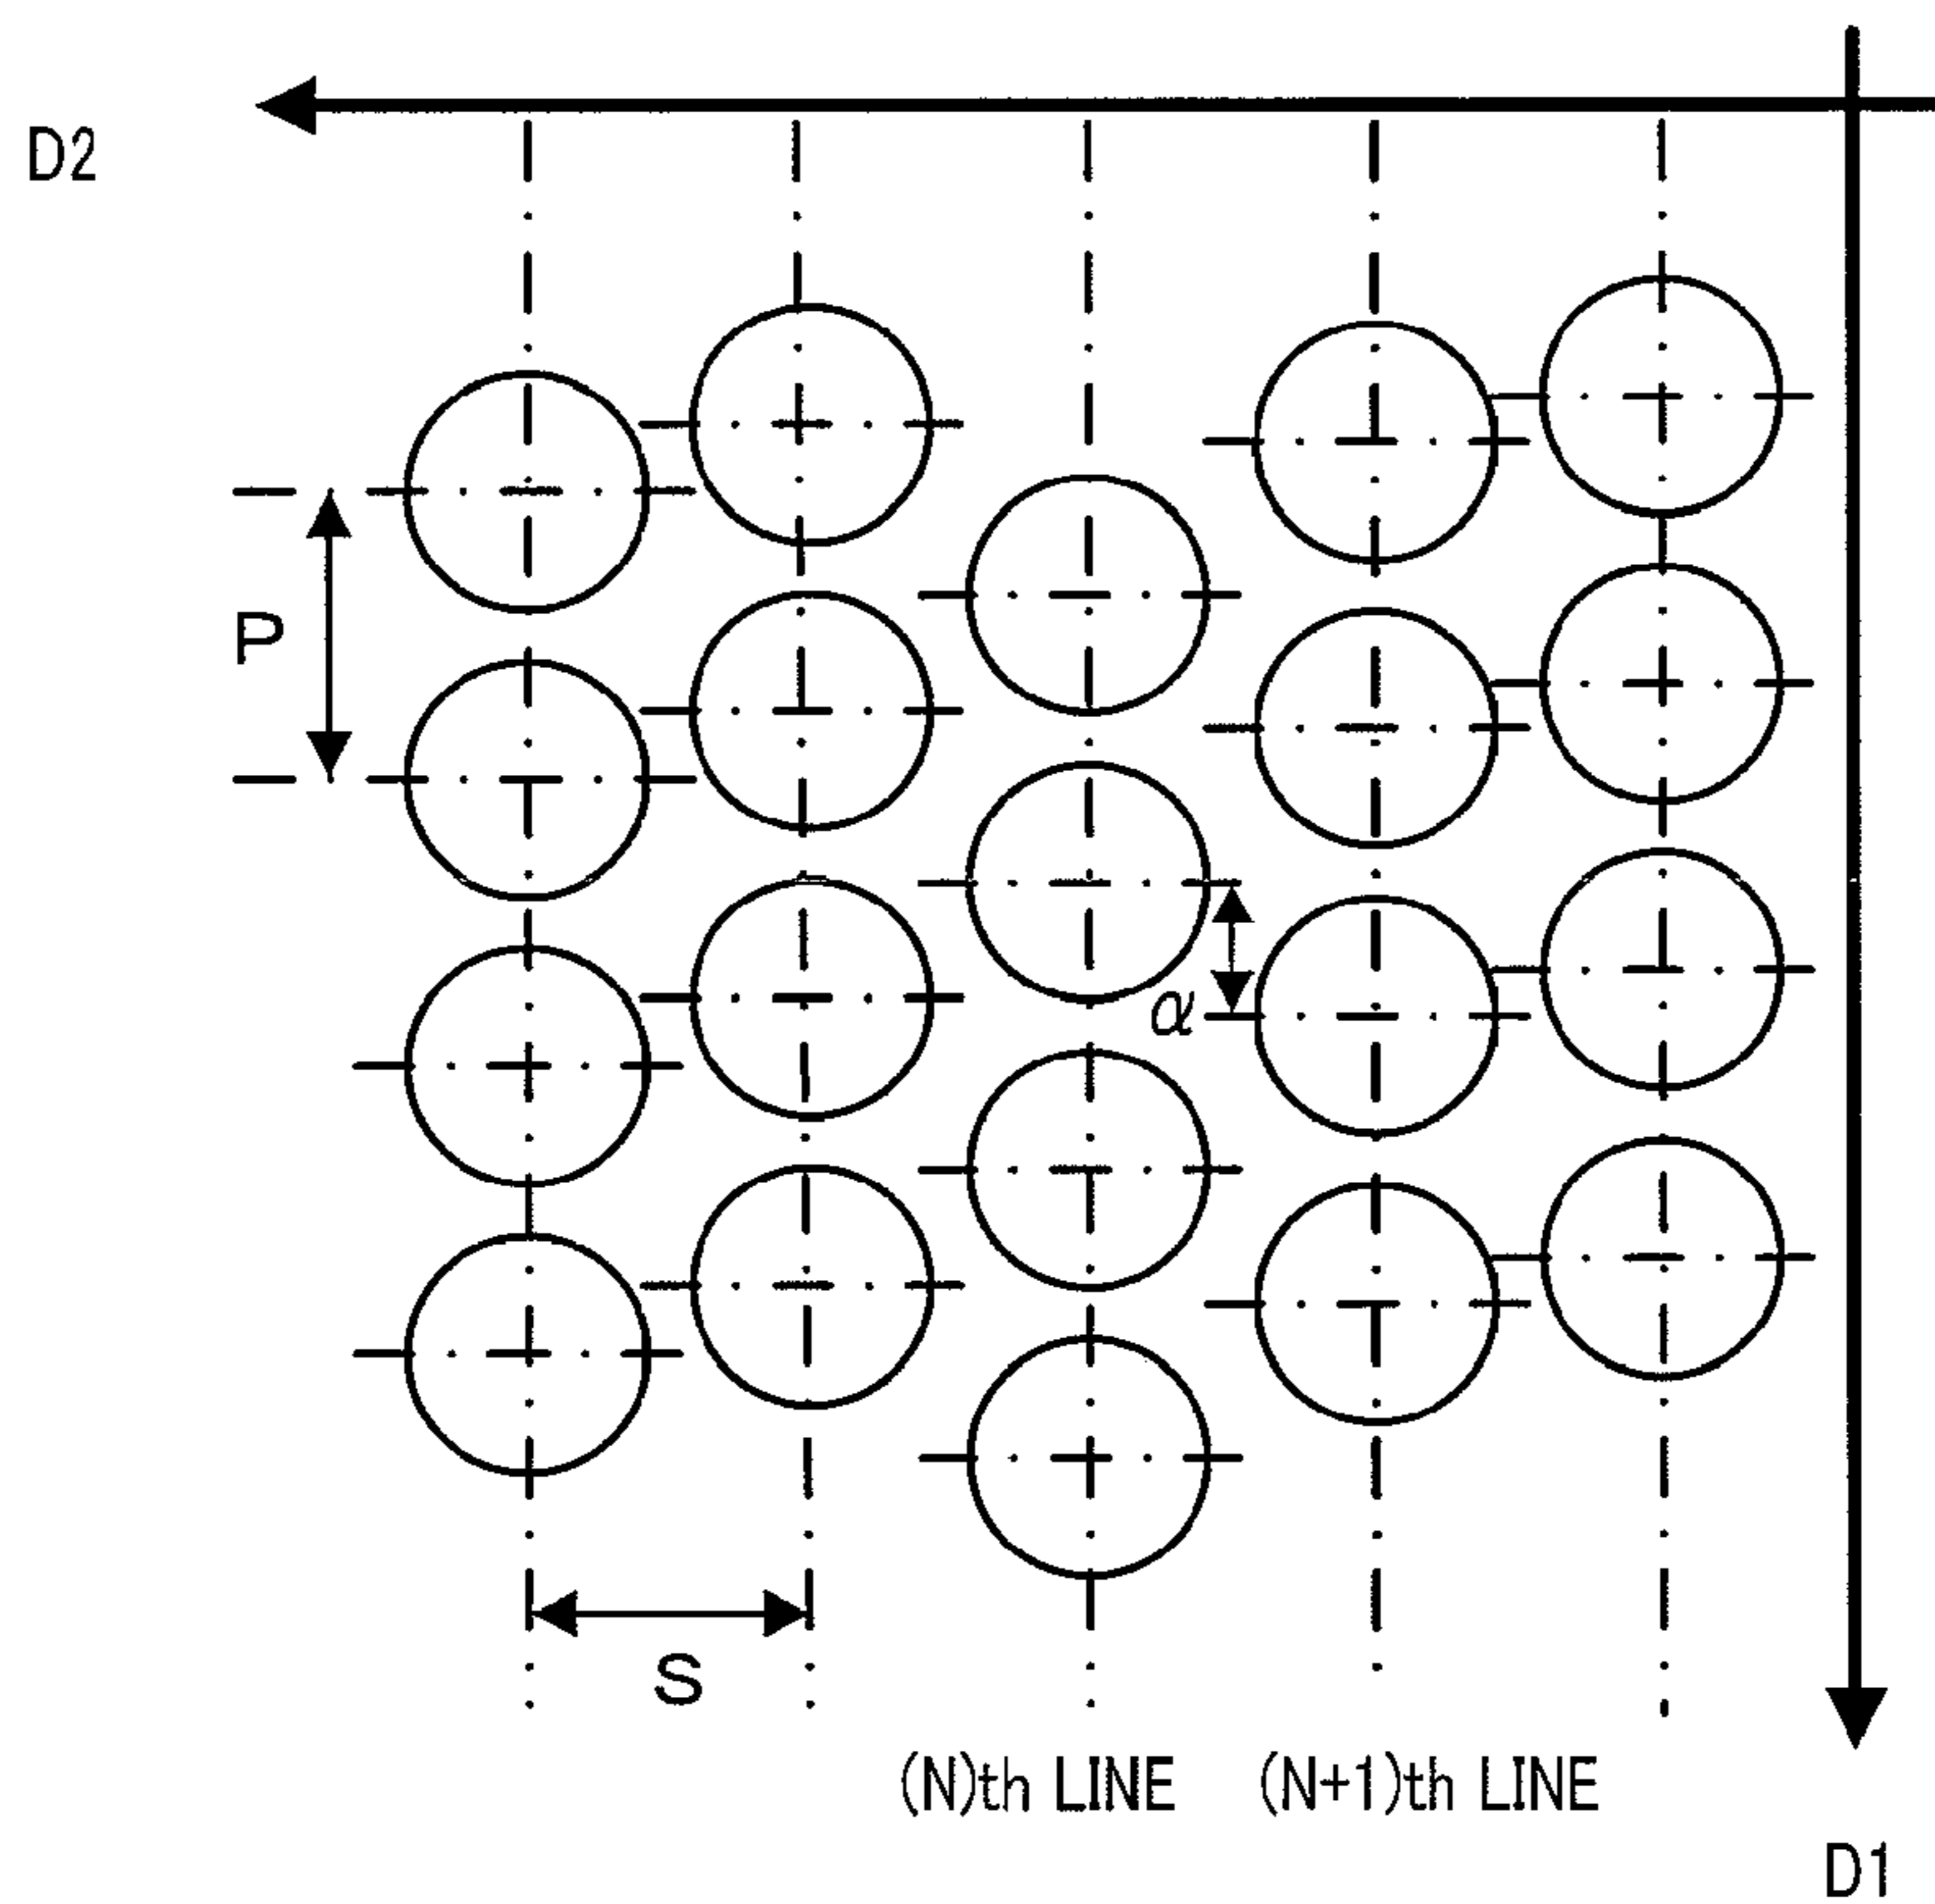 D2
P
α
S
(N)th LINE (N+1)th LINE
D1